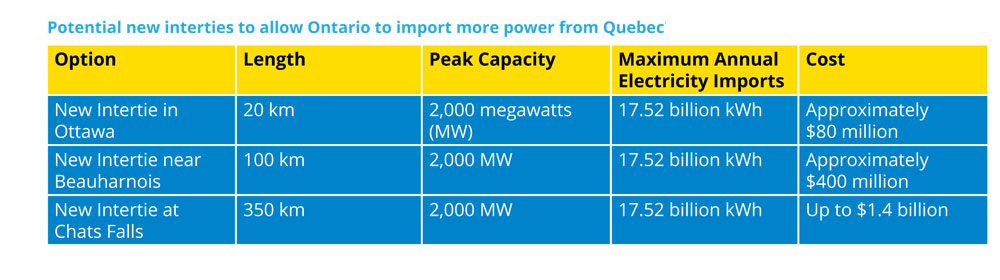 Potential new interties to allow Ontario to import more power from Quebec
Option Length Peak Capacity Maximum Annual Cost
Electricity Imports
New Intertie in 20 km 2,000 megawatts 17.52 billion kWh Approximately
Ottawa (MW) $80 million
New Intertie near 100 km 2,000 MW 17.52 billion kWh Approximately
Beauharnois $400 million
New Intertie at 350 km 2,000 MW 17.52 billion kWh Up to $1.4 billion
Chats Falls